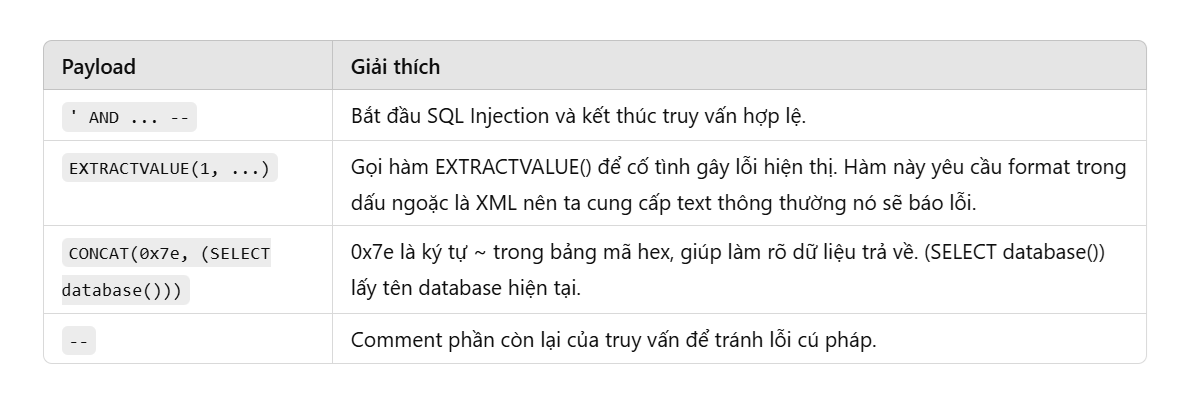 Payload Giải thích
' AND ... -- Bắt đầu SQL Injection và kết thúc truy vấn hợp lệ.
EXTRACTVALUE(1, ...) Gọi hàm EXTRACTVALUE() để cố tình gây lỗi hiện thị. Hàm này yêu cầu format trong
dấu ngoặc là XML nên ta cung cấp text thông thường nó sẽ báo lỗi.
CONCAT(0x7e, (SELECT 0x7e là ký tự ~ trong bảng mã hex, giúp làm rõ dữ liệu trả về. (SELECT database())
database())) lấy tên database hiện tại.
-- Comment phần còn lại của truy vấn để tránh lỗi cú pháp.